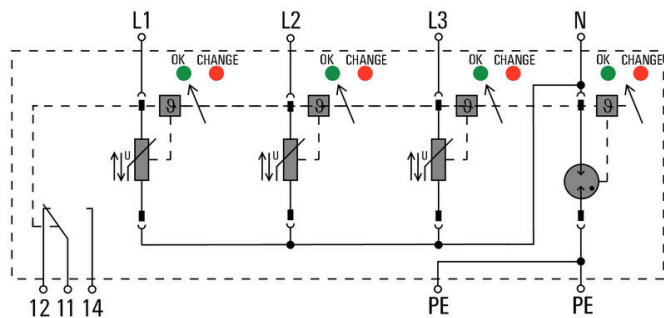 L1 L2 L3 N
OK CHANGE OK CHANGE OK CHANGE OK CHANGE
ϑ ϑ ϑ ϑ
U U U
12 11 14 PE PE